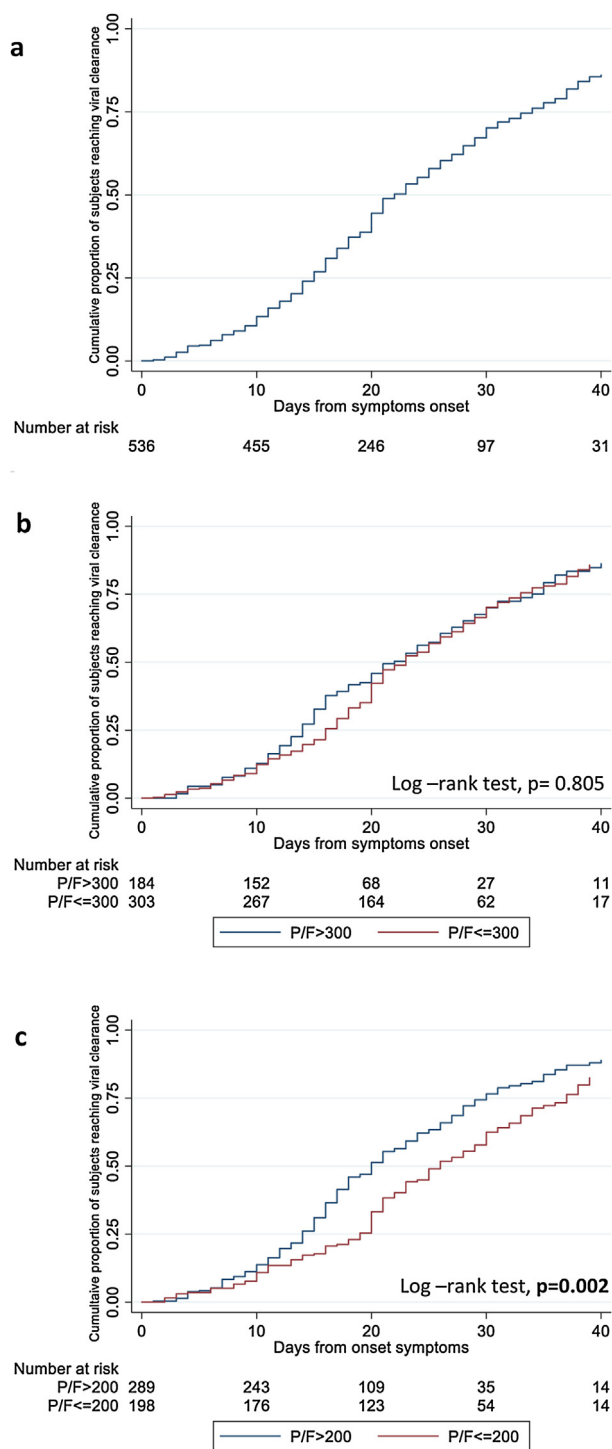 a
Cumulative proportion of subjects reaching viral clearance
1.00
0.75
0.50
0.25
0.00
0 10 20 30 40
Days from symptoms onset
Number at risk
536 455 246 97 31
b
Cumulative proportion of subjects reaching viral clearance
1.00
0.75
0.50
0.25
0.00
Log –rank test, p= 0.805
0 10 20 30 40
Days from symptoms onset
Number at risk
P/F>300 184 152 68 27 11
P/F<=300 303 267 164 62 17
P/F>300 P/F<=300
c
Cumultaive proportion of subjects reaching viral clearance
1.00
0.75
0.50
0.25
0.00
Log –rank test, p=0.002
0 10 20 30 40
Days from onset symptoms
Number at risk
P/F>200 289 243 109 35 14
P/F<=200 198 176 123 54 14
P/F>200 P/F<=200